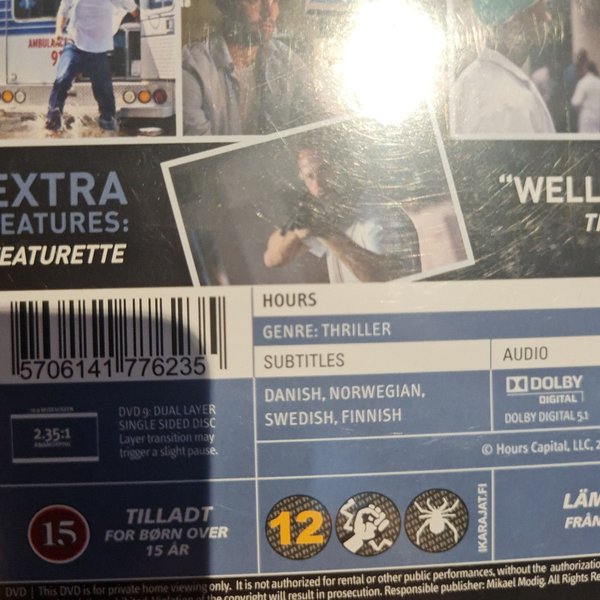 AMBULANCE
EXTRA
FEATURES:
FEATURETTE
"WELL
HOURS
GENRE: THRILLER
SUBTITLES
AUDIO
DANISH, NORWEGIAN,
SWEDISH, FINNISH
DOLBY
DIGITAL
DOLBY DIGITAL 5.1
© Hours Capital, LLC, 2
5706141 776235
2.35:1
DVD 9: DUAL LAYER
SINGLE SIDED DISC
Layer transition may
trigger a slight pause.
15
TILLADT
FOR BØRN OVER
15 ÅR
12
IKARAJAT.FI
LÄM
FRÅN
DVD | This DVD is for private home viewing only. It is not authorized for rental or other public performances, without the authorizatio
the copyright will result in prosecution. Responsible publisher: Mikael Modig. All Rights Re